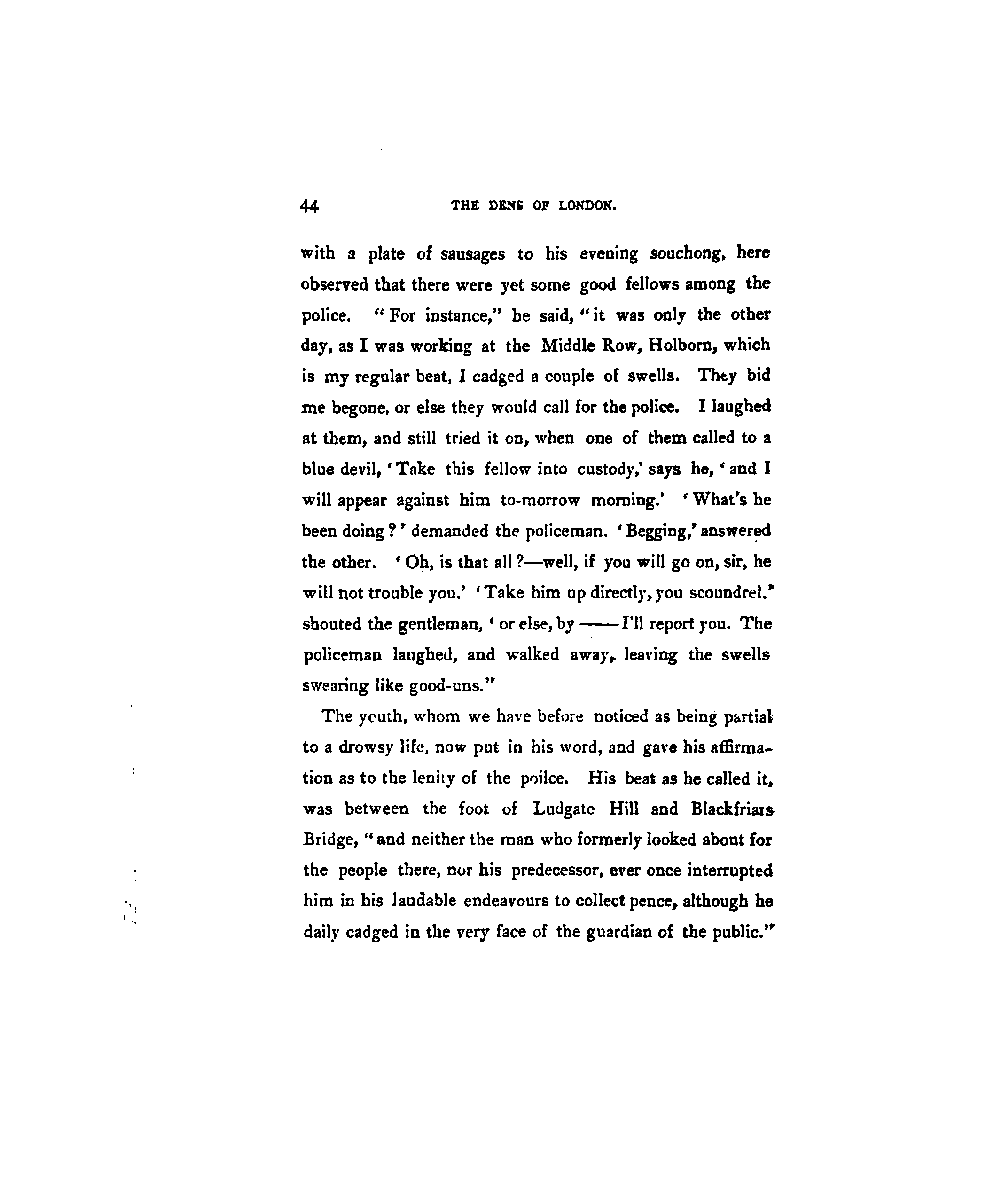 44 THE DENS OF LONDON.
with a plate of sausages to his evening souchong, here
observed that there were yet some good fellows among the
police. "For instance," he said, "it was only the other
day, as I was working at the Middle Row, Holborn, which
is my regular beat, I cadged a couple of swells. They bid
me begone, or else they would call for the police. I laughed
at them, and still tried it on, when one of them called to a
blue devil, 'Take this fellow into custody,' says he, 'and I
will appear against him to-morrow morning.' 'What's he
been doing?' demanded the policeman. 'Begging,' answered
the other. 'Oh, is that all?—well, if you will go on, sir, he
will not trouble you.' 'Take him up directly, you scoundrel.'
shouted the gentleman, 'or else, by —— I'll report you. The
policeman laughed, and walked away, leaving the swells
swearing like good-uns."
The youth, whom we have before noticed as being partial
to a drowsy life, now put in his word, and gave his affirma-
tion as to the lenity of the poilce. His beat as he called it,
was between the foot of Ludgate Hill and Blackfriars
Bridge, "and neither the man who formerly looked about for
the people there, nor his predecessor, ever once interrupted
him in his laudable endeavours to collect pence, although he
daily cadged in the very face of the guardian of the public."